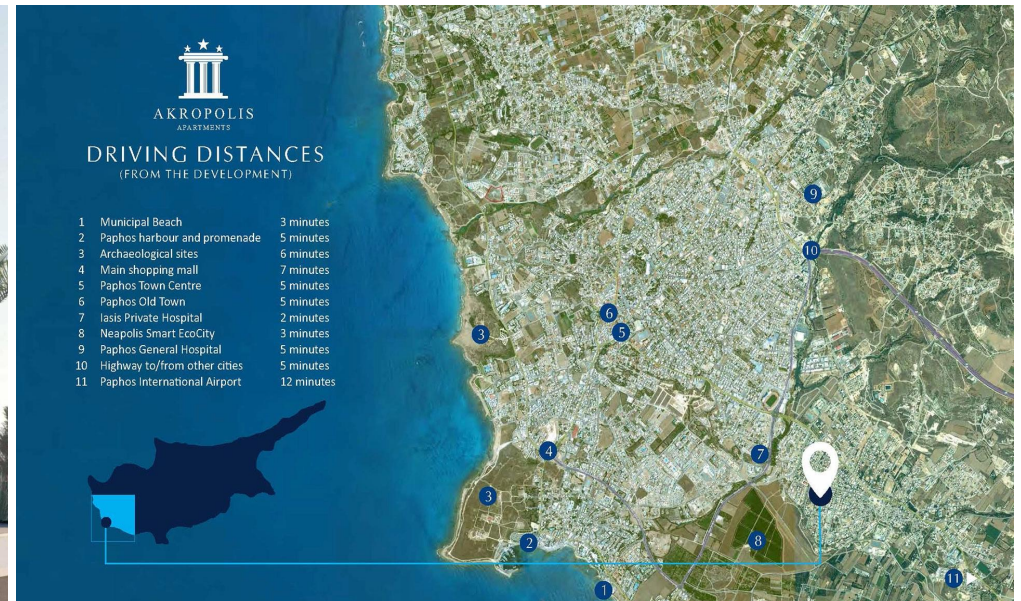 AKROPOLIS
APARTMENTS
DRIVING DISTANCES
(FROM THE DEVELOPMENT)
1 Municipal Beach 3 minutes
2 Paphos harbour and promenade 5 minutes
3 Archaeological sites 6 minutes
4 Main shopping mall 7 minutes
5 Paphos Town Centre 5 minutes
6 Paphos Old Town 5 minutes
7 Iasis Private Hospital 2 minutes
8 Neapolis Smart EcoCity 3 minutes
9 Paphos General Hospital 5 minutes
10 Highway to/from other cities 5 minutes
11 Paphos International Airport 12 minutes
9
10
6
5
3
4
7
3
8
2
11
1